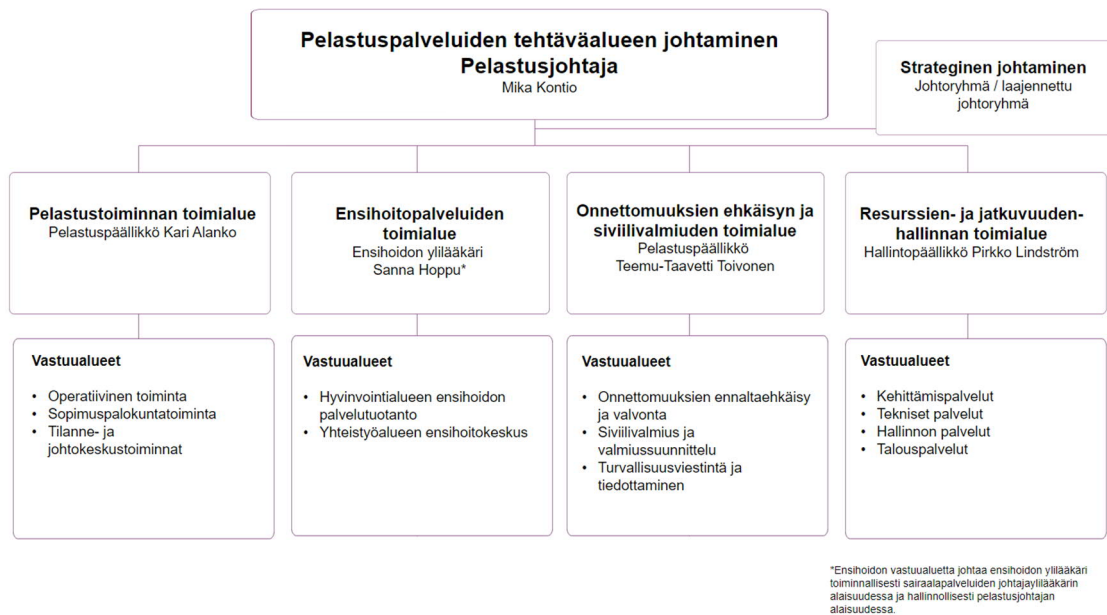 Pelastuspalveluiden tehtäväalueen johtaminen
Pelastusjohtaja
Mika Kontio
Strateginen johtaminen
Johtoryhmä / laajennettu
johtoryhmä
Pelastustoiminnan toimialue
Pelastuspäällikkö Kari Alanko
Ensihoitopalveluiden
toimialue
Ensihoidon ylilääkäri
Sanna Hoppu*
Onnettomuuksien ehkäisyn ja
siviilivalmiuden toimialue
Pelastuspäällikkö
Teemu-Taavetti Toivonen
Resurssien- ja jatkuvuuden-
hallinnan toimialue
Hallintopäällikkö Pirkko Lindström
Vastuualueet
• Operatiivinen toiminta
• Sopimuspalokuntatoiminta
• Tilanne- ja
johtokeskustoiminnat
Vastuualueet
• Hyvinvointialueen ensihoidon
palvelutuotanto
• Yhteistyöalueen ensihoitokeskus
Vastuualueet
• Onnettomuuksien ennaltaehkäisy
ja valvonta
• Siviilivalmius ja
valmiussuunnittelu
• Turvallisuusviestintä ja
tiedottaminen
Vastuualueet
• Kehittämispalvelut
• Tekniset palvelut
• Hallinnon palvelut
• Talouspalvelut
*Ensihoidon vastuualuetta johtaa ensihoidon ylilääkäri
toiminnallisesti sairaalapalveluiden johtajaylilääkärin
alaisuudessa ja hallinnollisesti pelastusjohtajan
alaisuudessa.